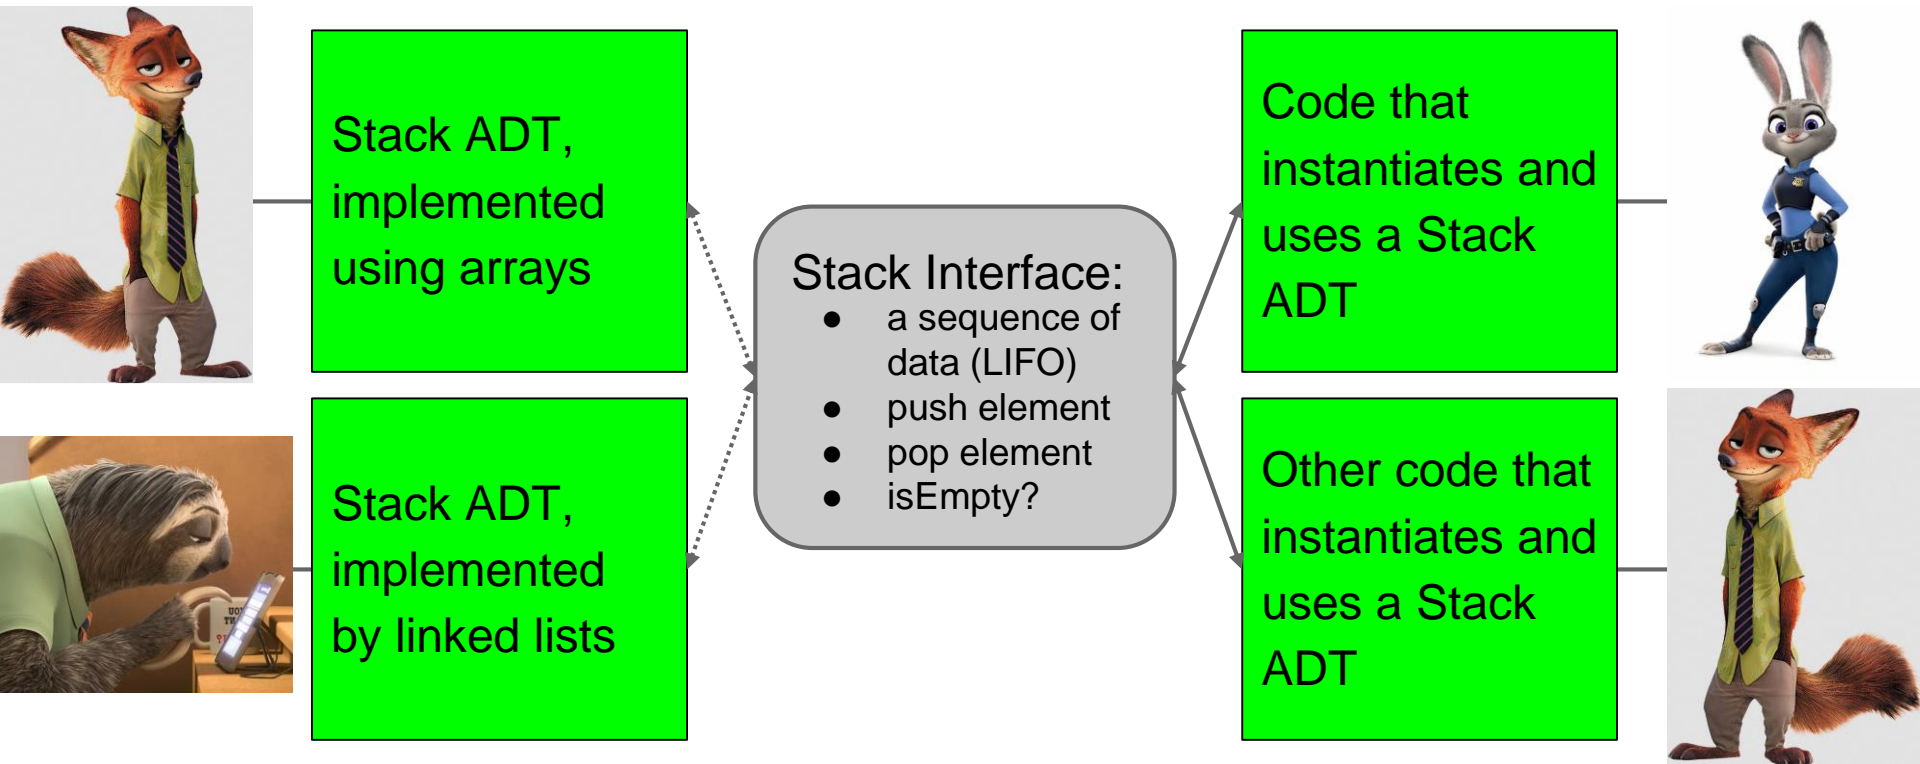 Stack ADT,
implemented
using arrays
Stack ADT,
implemented
by linked lists
Stack Interface:
● a sequence of
data (LIFO)
● push element
● pop element
● isEmpty?
Code that
instantiates and
uses a Stack
ADT
Other code that
instantiates and
uses a Stack
ADT